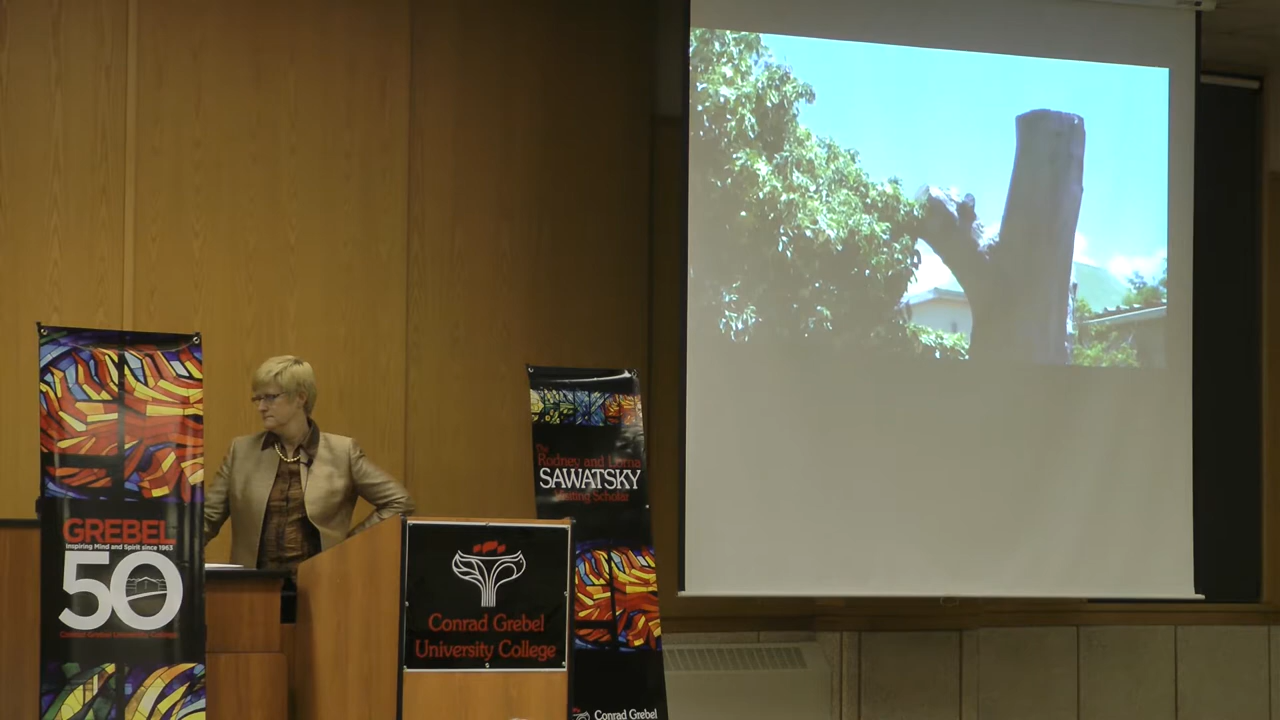 GREBEL
Inspiring Mind and Spirit since 1963
50
Conrad Grebel University College
The
Rodney and Lorna
SAWATSKY
Visiting Scholar
Conrad Grebel
University College
Conrad Grebel